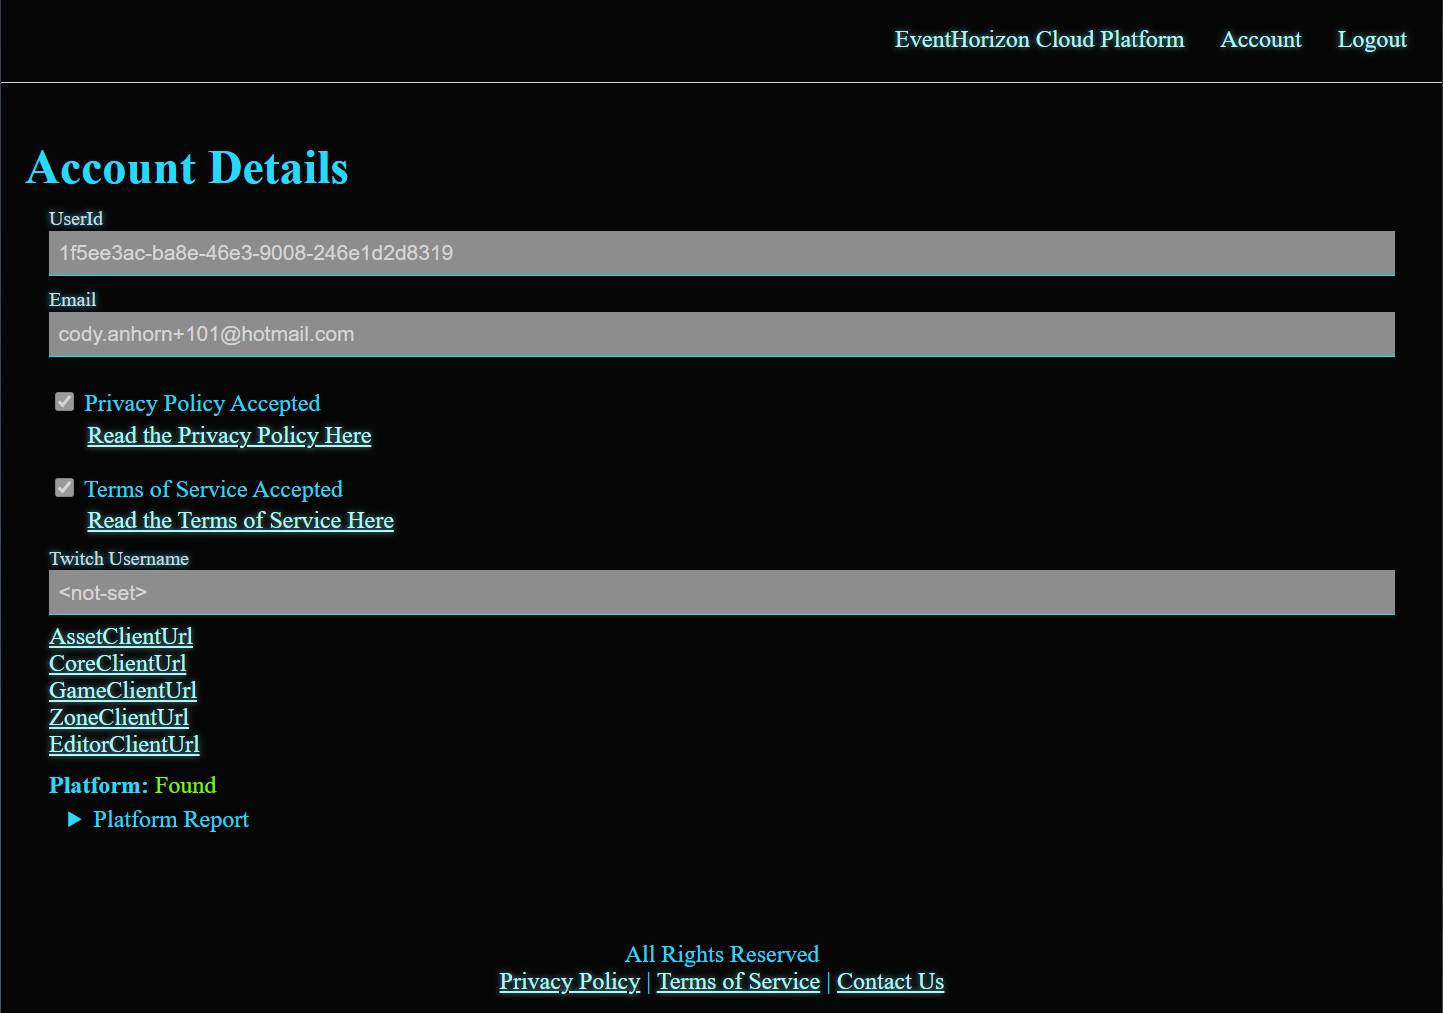 EventHorizon Cloud Platform Account Logout
Account Details
UserId
1f5ee3ac-ba8e-46e3-9008-246e1d2d8319
Email
cody.anhorn+101@hotmail.com
Privacy Policy Accepted
Read the Privacy Policy Here
Terms of Service Accepted
Read the Terms of Service Here
Twitch Username
<not-set>
AssetClientUrl
CoreClientUrl
GameClientUrl
ZoneClientUrl
EditorClientUrl
Platform: Found
Platform Report
All Rights Reserved
Privacy Policy | Terms of Service | Contact Us